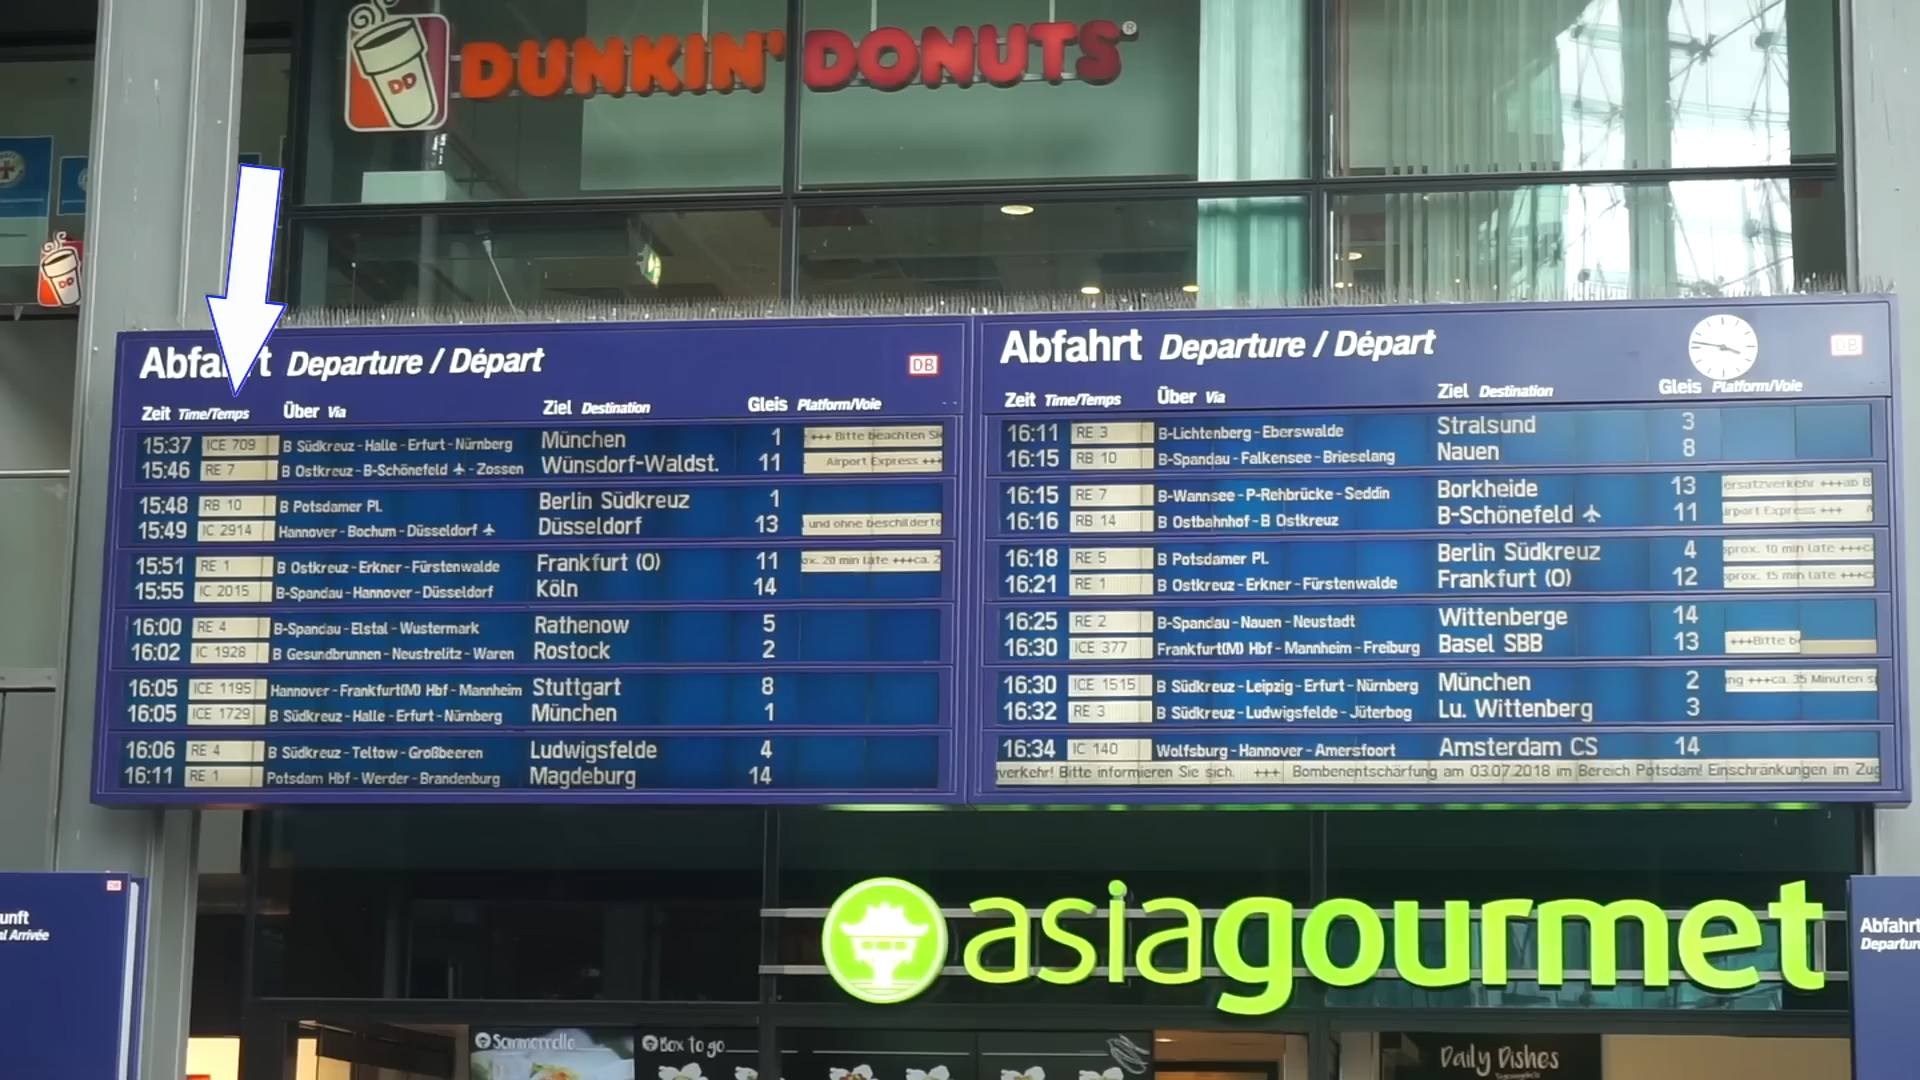 DUNKIN' DONUTS®
DD
DD
Abfahrt Departure / Départ DB
Zeit Time/Temps Über Via Ziel Destination Gleis Platform/Voie
15:37 ICE 709 B Südkreuz - Halle - Erfurt - Nürnberg München 1 +++ Bitte beachten
15:46 RE 7 B Ostkreuz - B-Schönefeld ✈ - Zossen Wünsdorf-Waldst. 11 Airport Express +++
15:48 RB 10 B Potsdamer Pl. Berlin Südkreuz 1
15:49 IC 2914 Hannover - Bochum - Düsseldorf ✈ Düsseldorf 13 und ohne beschilderte
15:51 RE 1 B Ostkreuz - Erkner - Fürstenwalde Frankfurt (O) 11 ox. 20 min late +++ca. 2
15:55 IC 2015 B-Spandau - Hannover - Düsseldorf Köln 14
16:00 RE 4 B-Spandau - Elstal - Wustermark Rathenow 5
16:02 IC 1928 B Gesundbrunnen - Neustrelitz - Waren Rostock 2
16:05 ICE 1195 Hannover - Frankfurt(M) Hbf - Mannheim Stuttgart 8
16:05 ICE 1729 B Südkreuz - Halle - Erfurt - Nürnberg München 1
16:06 RE 4 B Südkreuz - Teltow - Großbeeren Ludwigsfelde 4
16:11 RE 1 Potsdam Hbf - Werder - Brandenburg Magdeburg 14
Abfahrt Departure / Départ DB
Zeit Time/Temps Über Via Ziel Destination Gleis Platform/Voie
16:11 RE 3 B-Lichtenberg - Eberswalde Stralsund 3
16:15 RB 10 B-Spandau - Falkensee - Brieselang Nauen 8
16:15 RE 7 B-Wannsee - P-Rehbrücke - Seddin Borkheide 13 ersatzverkehr +++ab B
16:16 RB 14 B Ostbahnhof - B Ostkreuz B-Schönefeld ✈ 11 irport Express +++
16:18 RE 5 B Potsdamer Pl. Berlin Südkreuz 4 pprox. 10 min late +++c
16:21 RE 1 B Ostkreuz - Erkner - Fürstenwalde Frankfurt (O) 12 pprox. 15 min late +++c
16:25 RE 2 B-Spandau - Nauen - Neustadt Wittenberge 14
16:30 ICE 377 Frankfurt(M) Hbf - Mannheim - Freiburg Basel SBB 13 +++Bitte b
16:30 ICE 1515 B Südkreuz - Leipzig - Erfurt - Nürnberg München 2 ng +++ca. 35 Minuten s
16:32 RE 3 B Südkreuz - Ludwigsfelde - Jüterbog Lu. Wittenberg 3
16:34 IC 140 Wolfsburg - Hannover - Amersfoort Amsterdam CS 14
verkehr! Bitte informieren Sie sich. +++ Bombenentschärfung am 03.07.2018 im Bereich Potsdam! Einschränkungen im Zug
unft
al Arrivée
DB
asiagourmet
Abfahrt
Departure
Sommerrolle
Box to go
Daily Dishes